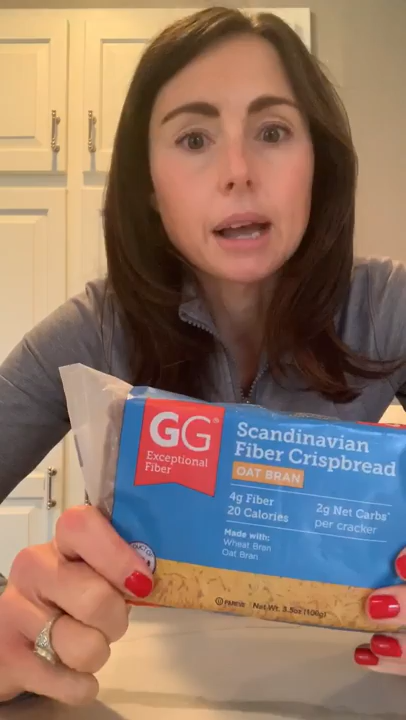 GG®
Exceptional
Fiber
Scandinavian
Fiber Crispbread
OAT BRAN
4g Fiber
20 Calories
2g Net Carbs*
per cracker
Made with:
Wheat Bran
Oat Bran
PAREVE Net Wt. 3.5oz (100g)